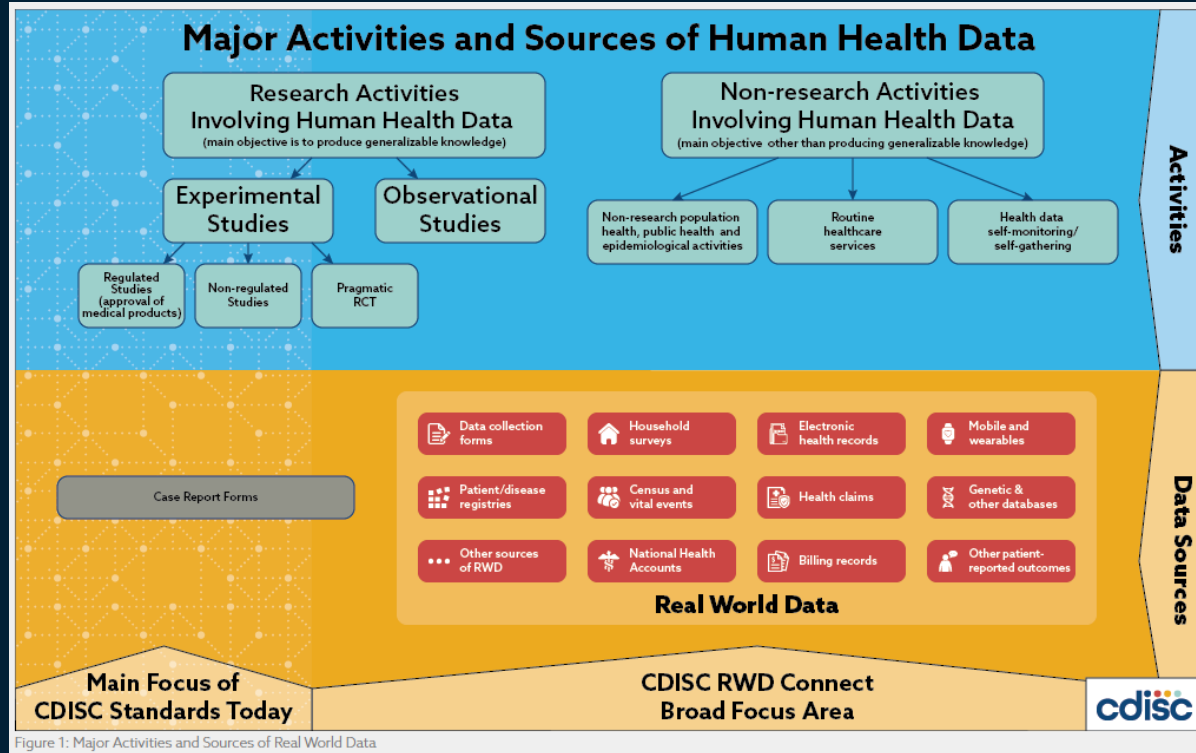 Major Activities and Sources of Human Health Data
Research Activities
Involving Human Health Data
(main objective is to produce generalizable knowledge)
Non-research Activities
Involving Human Health Data
(main objective other than producing generalizable knowledge)
Experimental
Studies
Observational
Studies
Non-research population
health, public health and
epidemiological activities
Routine
healthcare
services
Health data
self-monitoring/
self-gathering
Regulated
Studies
(approval of
medical products)
Non-regulated
Studies
Pragmatic
RCT
Activities
Data collection
forms
Household
surveys
Electronic
health records
Mobile and
wearables
Case Report Forms
Patient/disease
registries
Census and
vital events
Health claims
Genetic &
other databases
Other sources
of RWD
National Health
Accounts
Billing records
Other patient-
reported outcomes
Real World Data
Data Sources
Main Focus of
CDISC Standards Today
CDISC RWD Connect
Broad Focus Area
cdisc
Figure 1: Major Activities and Sources of Real World Data